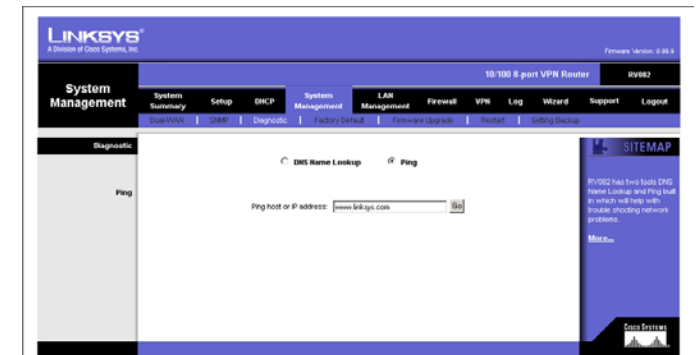 LINKSYS®
A Division of Cisco Systems, Inc.
Firmware Version: 0.99.9
10/100 8-port VPN Router RV082
System Management
System Summary Setup DHCP System Management LAN Management Firewall VPN Log Wizard Support Logout
Dual-WAN | SNMP | Diagnostic | Factory Default | Firmware Upgrade | Restart | Setting Backup
Diagnostic
SITEMAP
DNS Name Lookup Ping
Ping
Ping host or IP address: www.linksys.com Go
RV082 has two tools DNS
Name Lookup and Ping built
in which will help with
trouble shooting network
problems.
More...
CISCO SYSTEMS